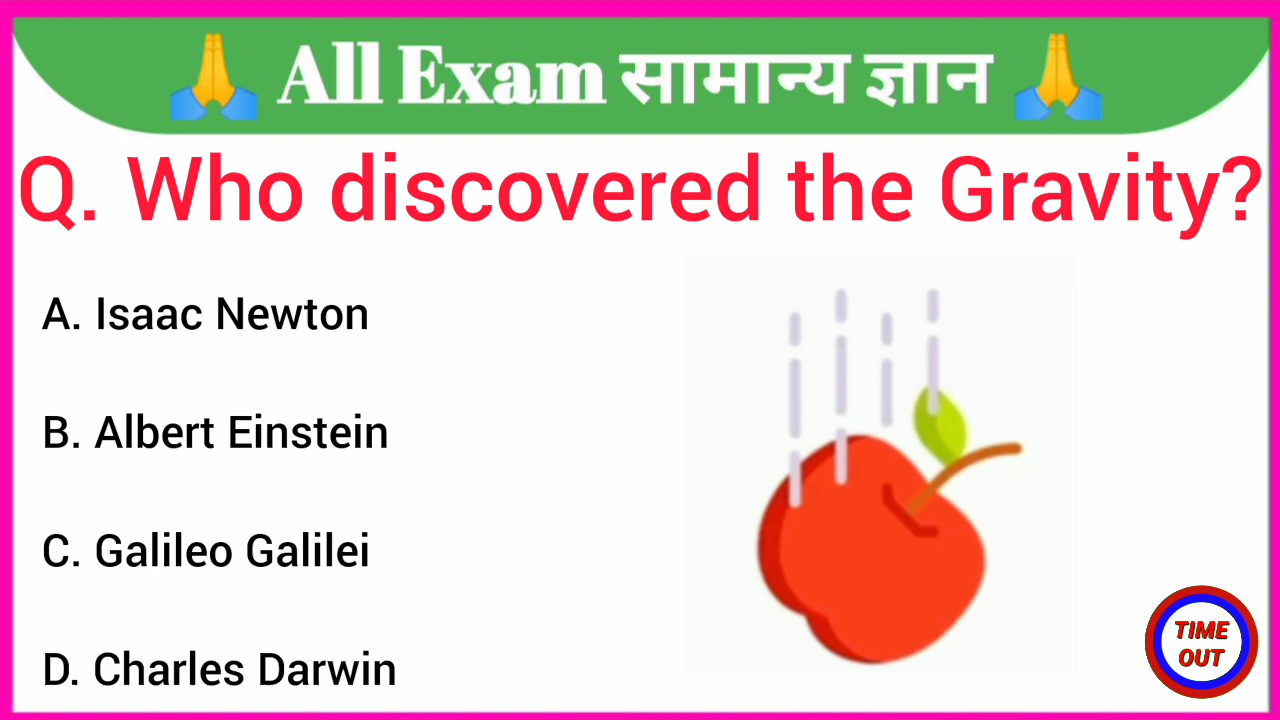 🙏 All Exam सामान्य ज्ञान 🙏
Q. Who discovered the Gravity?
A. Isaac Newton
B. Albert Einstein
C. Galileo Galilei
D. Charles Darwin
TIME
OUT